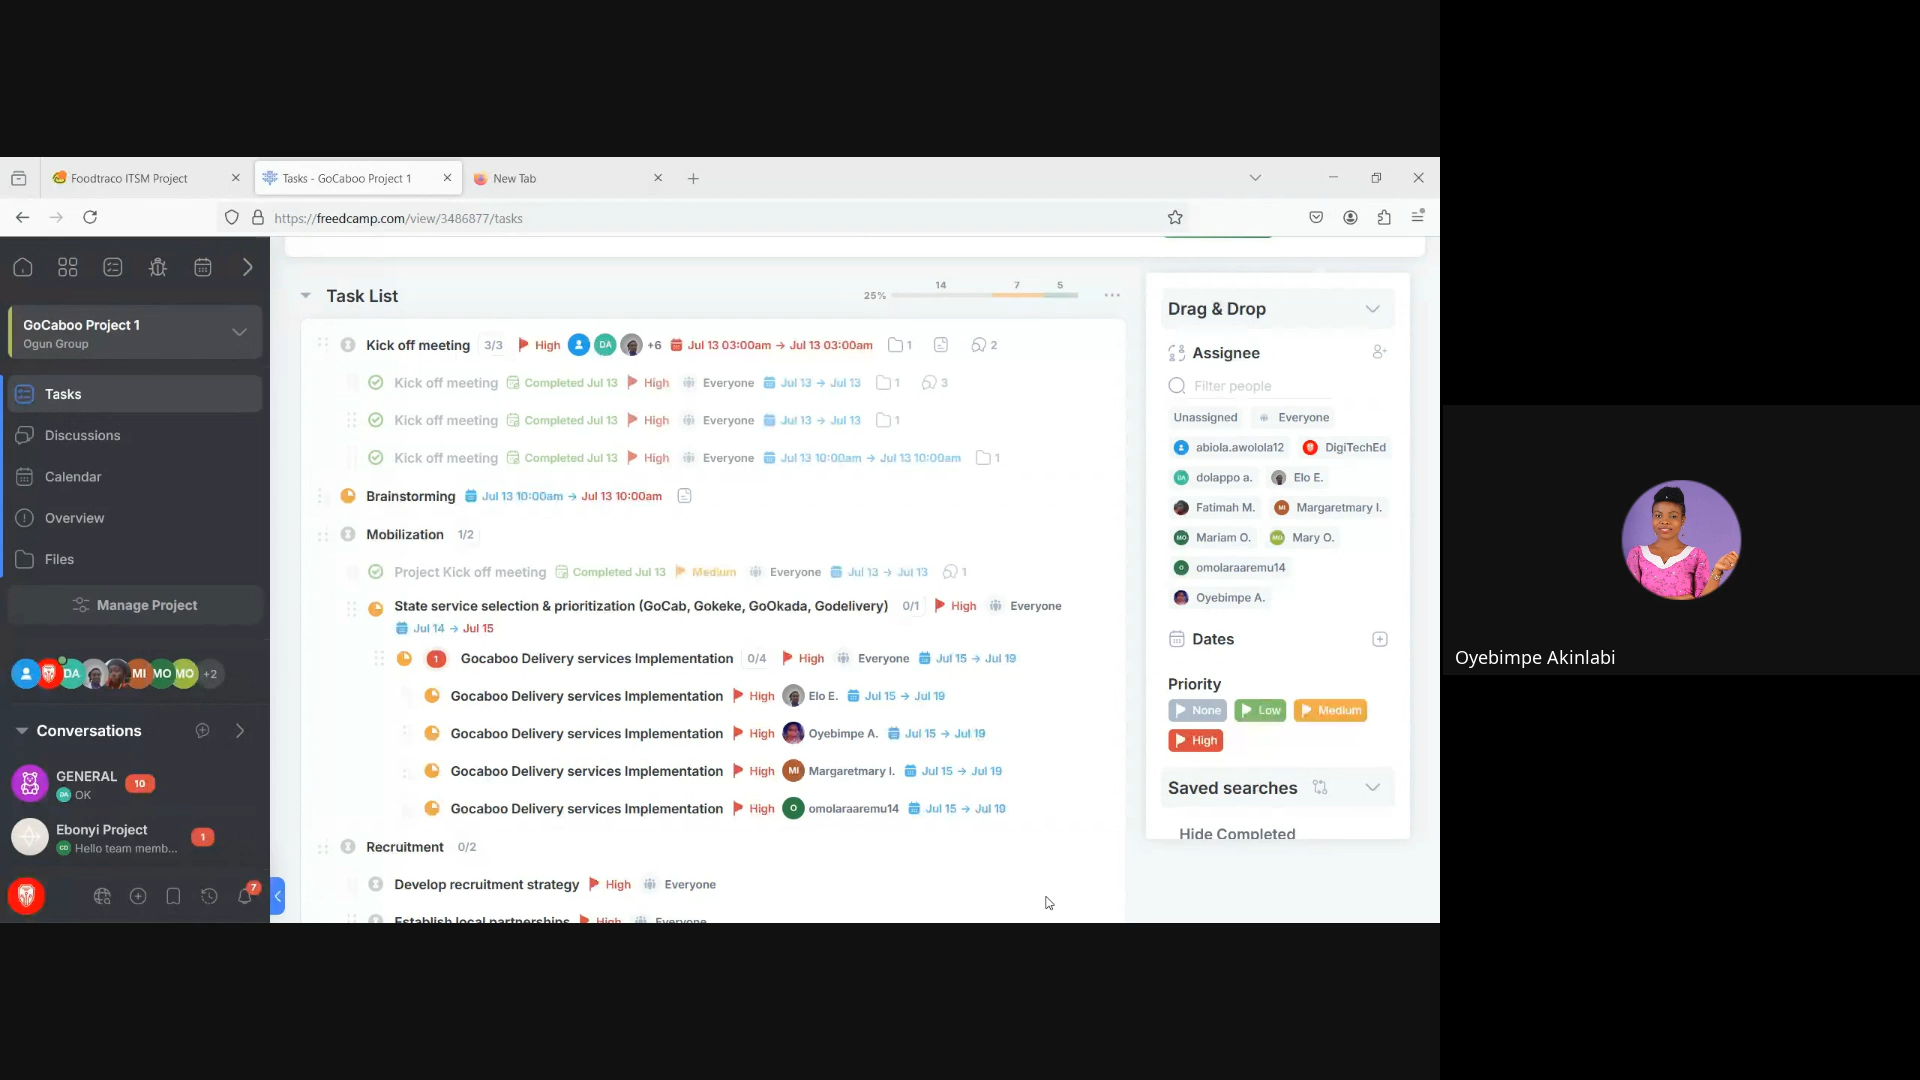 Foodtraco ITSM Project
Tasks - GoCaboo Project 1
New Tab
https://freedcamp.com/view/3486877/tasks
GoCaboo Project 1
Ogun Group
Tasks
Discussions
Calendar
Overview
Files
Manage Project
DA MI MO MO +2
Conversations
GENERAL 10
DA OK
Ebonyi Project 1
Hello team memb...
7
Task List
25% 14 7 5
Kick off meeting 3/3 High DA +6 Jul 13 03:00am → Jul 13 03:00am 1 2
Kick off meeting Completed Jul 13 High Everyone Jul 13 → Jul 13 1 3
Kick off meeting Completed Jul 13 High Everyone Jul 13 → Jul 13 1
Kick off meeting Completed Jul 13 High Everyone Jul 13 10:00am → Jul 13 10:00am 1
Brainstorming Jul 13 10:00am → Jul 13 10:00am
Mobilization 1/2
Project Kick off meeting Completed Jul 13 Medium Everyone Jul 13 → Jul 13 1
State service selection & prioritization (GoCab, Gokeke, GoOkada, Godelivery) 0/1 High Everyone
Jul 14 → Jul 15
1 Gocaboo Delivery services Implementation 0/4 High Everyone Jul 15 → Jul 19
Gocaboo Delivery services Implementation High Elo E. Jul 15 → Jul 19
Gocaboo Delivery services Implementation High Oyebimpe A. Jul 15 → Jul 19
Gocaboo Delivery services Implementation High MI Margaretmary I. Jul 15 → Jul 19
Gocaboo Delivery services Implementation High O omolaraaremu14 Jul 15 → Jul 19
Recruitment 0/2
Develop recruitment strategy High Everyone
Establish local partnerships High Everyone
Drag & Drop
Assignee
Filter people
Unassigned Everyone
abiola.awolola12 DigiTechEd
DA dolappo a. Elo E.
Fatimah M. MI Margaretmary I.
MO Mariam O. MO Mary O.
O omolaraaremu14
Oyebimpe A.
Dates
Priority
None Low Medium
High
Saved searches
Hide Completed
Oyebimpe Akinlabi